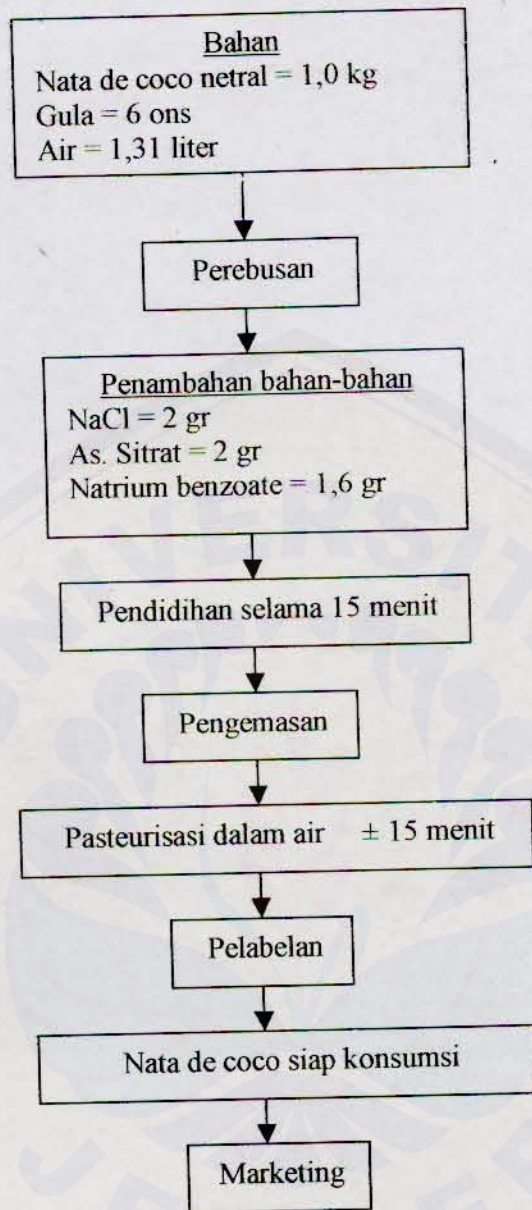 Bahan
Nata de coco netral = 1,0 kg
Gula = 6 ons
Air = 1,31 liter
Perebusan
Penambahan bahan-bahan
NaCl = 2 gr
As. Sitrat = 2 gr
Natrium benzoate = 1,6 gr
Pendidihan selama 15 menit
Pengemasan
Pasteurisasi dalam air ± 15 menit
Pelabelan
Nata de coco siap konsumsi
Marketing